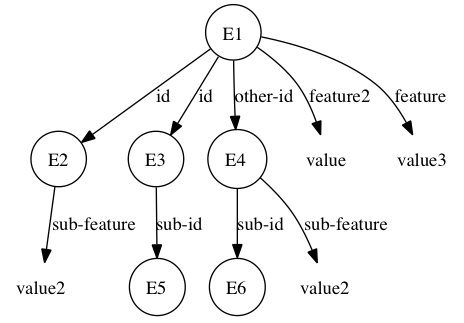 E1
id id other-id feature2 feature
E2 E3 E4 value value3
sub-feature sub-id sub-id sub-feature
value2 E5 E6 value2